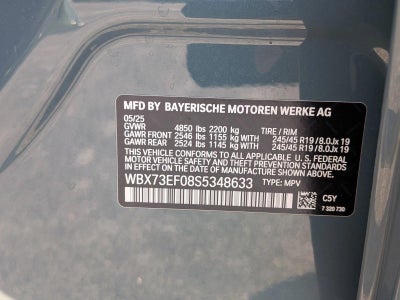 MFD BY BAYERISCHE MOTOREN WERKE AG
05/25
GVWR 4850 lbs 2200 kg TIRE / RIM
GAWR FRONT 2546 lbs 1155 kg WITH 245/45 R19 / 8.0Jx 19
GAWR REAR 2524 lbs 1145 kg WITH 245/45 R19 / 8.0Jx 19
THIS VEHICLE CONFORMS TO ALL APPLICABLE U.S.
FEDERAL MOTOR VEHICLE SAFETY, BUMPER,
AND THEFT PREVENTION STANDARDS IN EFFECT ON
THE DATE OF MANUFACTURE SHOWN ABOVE.
WBX73EF08S5348633 TYPE: MPV
C5Y
7 320 730